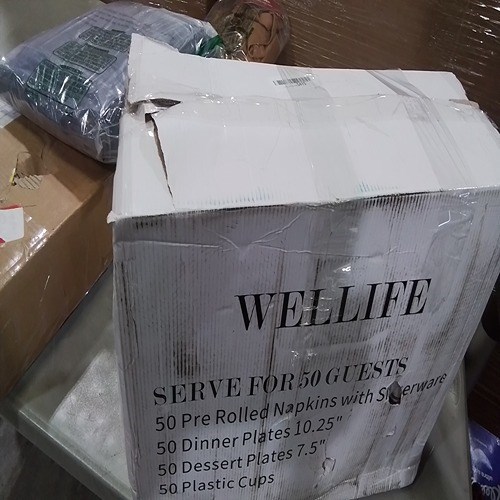 WELLIFE
SERVE FOR 50 GUESTS
50 Pre Rolled Napkins with Silverware
50 Dinner Plates 10.25"
50 Dessert Plates 7.5"
50 Plastic Cups